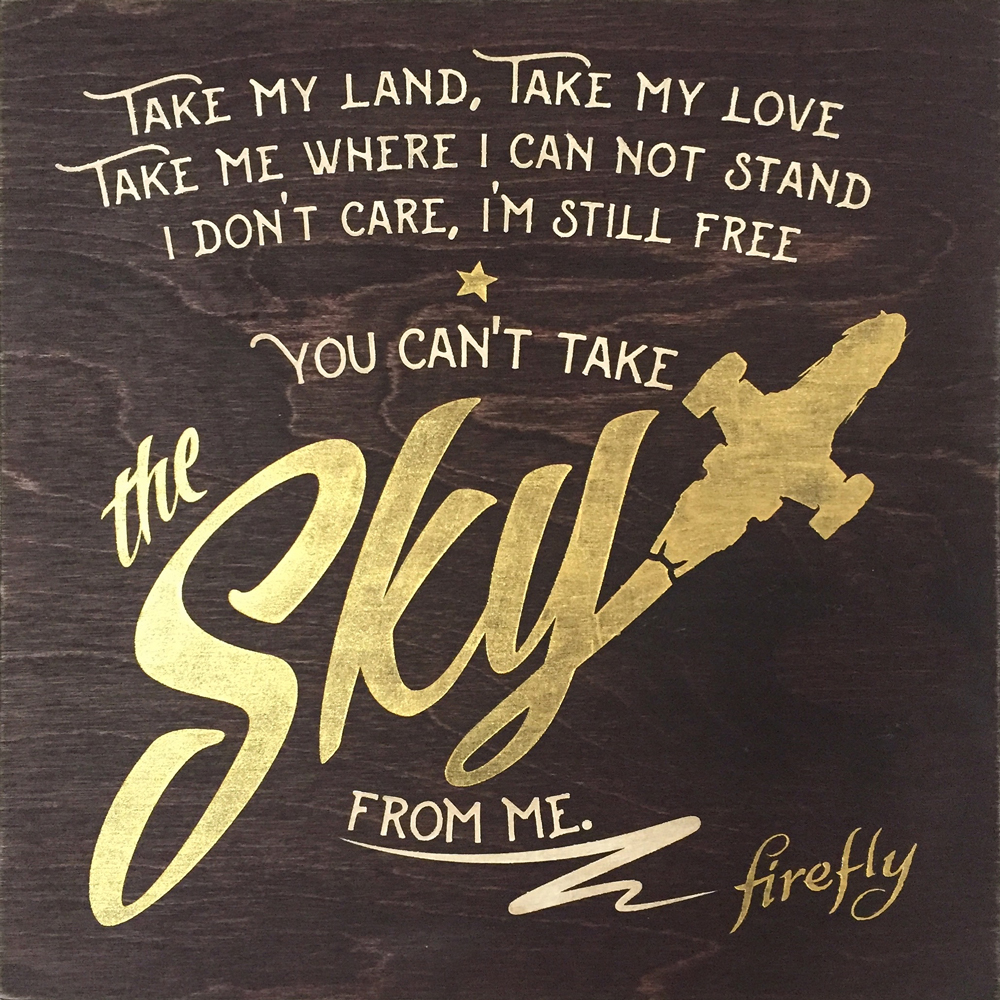 TAKE MY LAND, TAKE MY LOVE
TAKE ME WHERE I CAN NOT STAND
I DON'T CARE, I'M STILL FREE
YOU CAN'T TAKE
the
Sky
FROM ME.
firefly